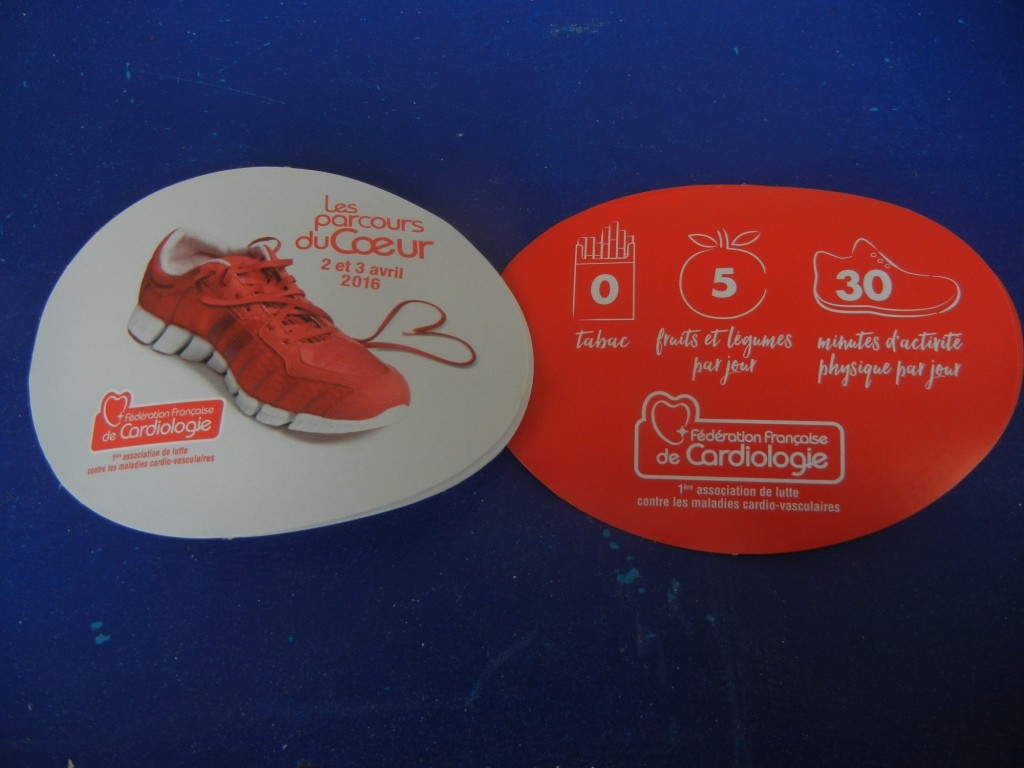 Les
parcours
du Cœur
2 et 3 avril
2016
Fédération Française
de Cardiologie
1ère association de lutte
contre les maladies cardio-vasculaires
0
tabac
5
fruits et légumes
par jour
30
minutes d'activité
physique par jour
Fédération Française
de Cardiologie
1ère association de lutte
contre les maladies cardio-vasculaires